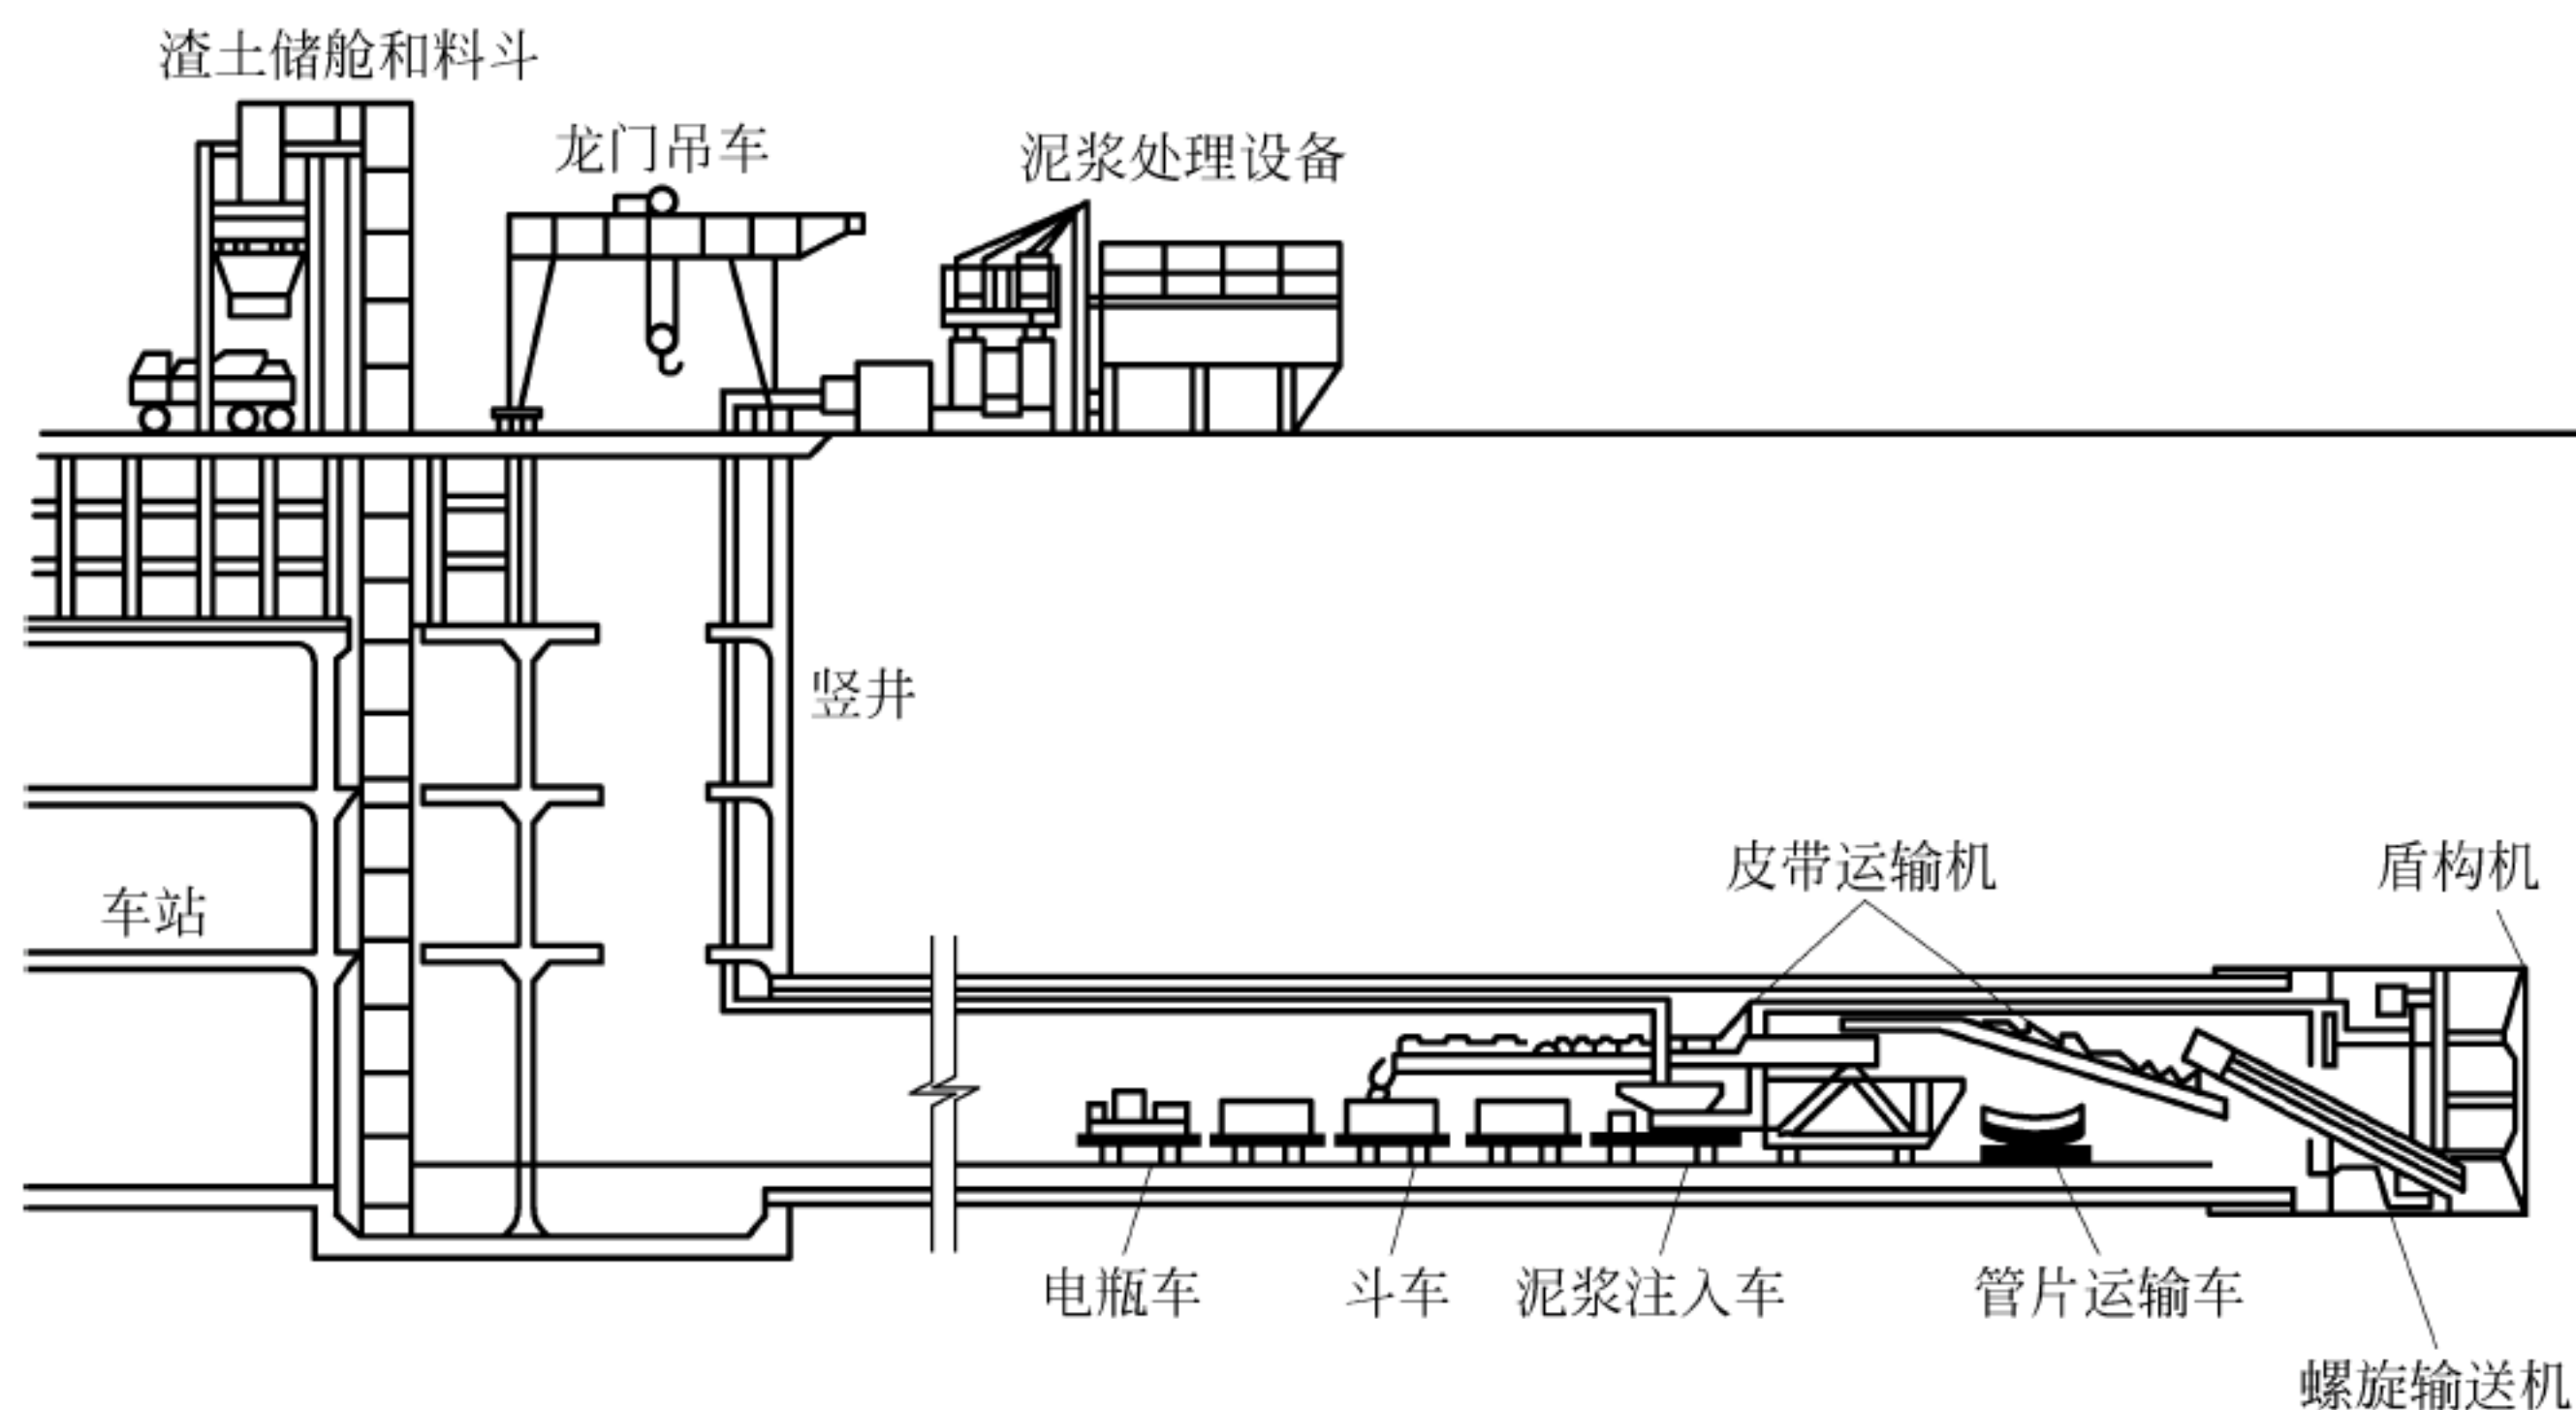 渣土储舱和料斗
龙门吊车
泥浆处理设备
竖井
皮带运输机
盾构机
车站
电瓶车
斗车
泥浆注入车
管片运输车
螺旋输送机